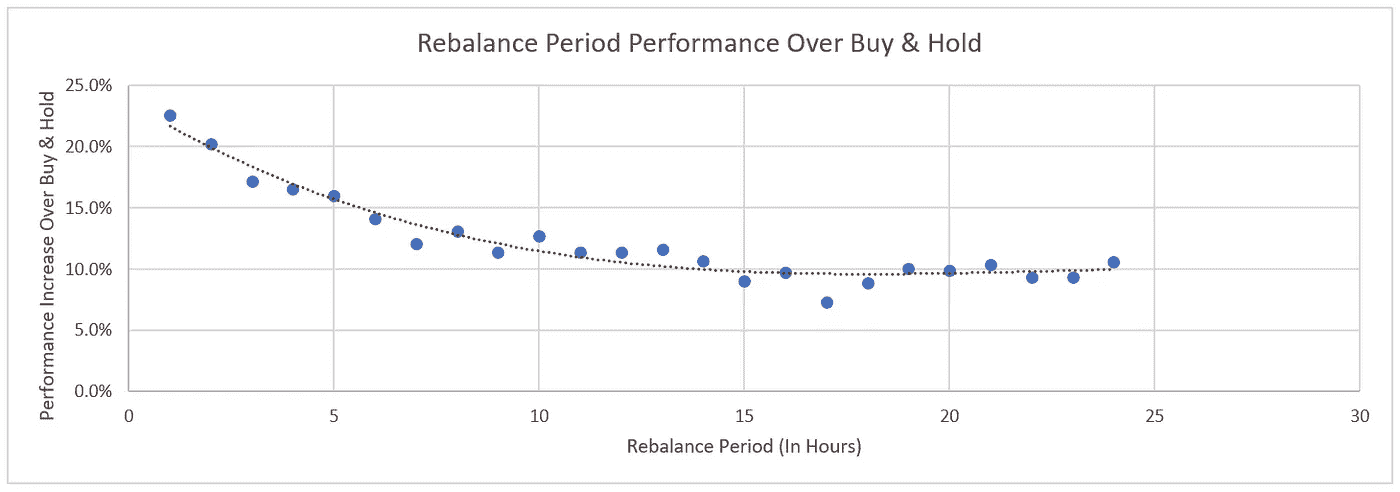 Rebalance Period Performance Over Buy & Hold
Performance Increase Over Buy & Hold
25.0%
20.0%
15.0%
10.0%
5.0%
0.0%
0 5 10 15 20 25 30
Rebalance Period (In Hours)